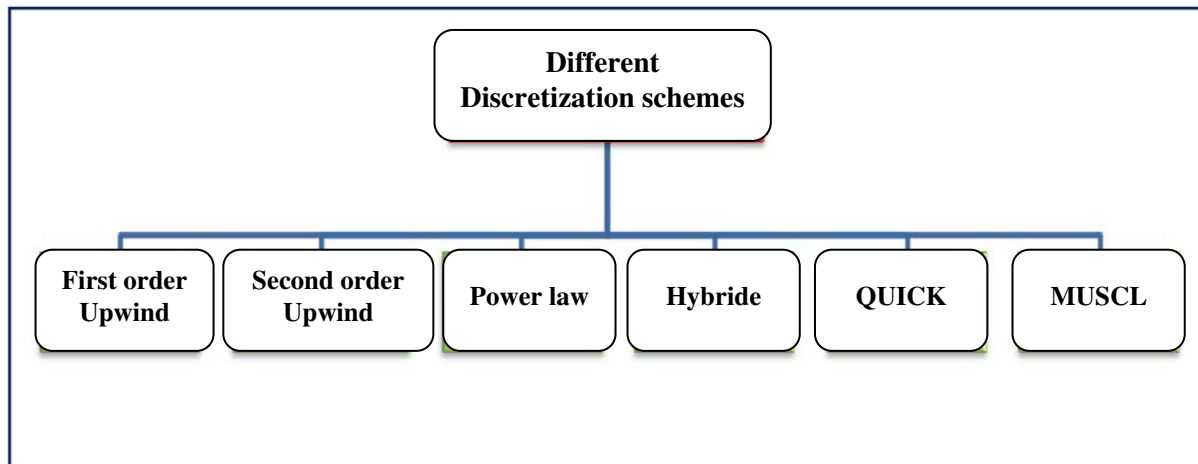 Different
Discretization schemes
First order
Upwind
Second order
Upwind
Power law
Hybride
QUICK
MUSCL